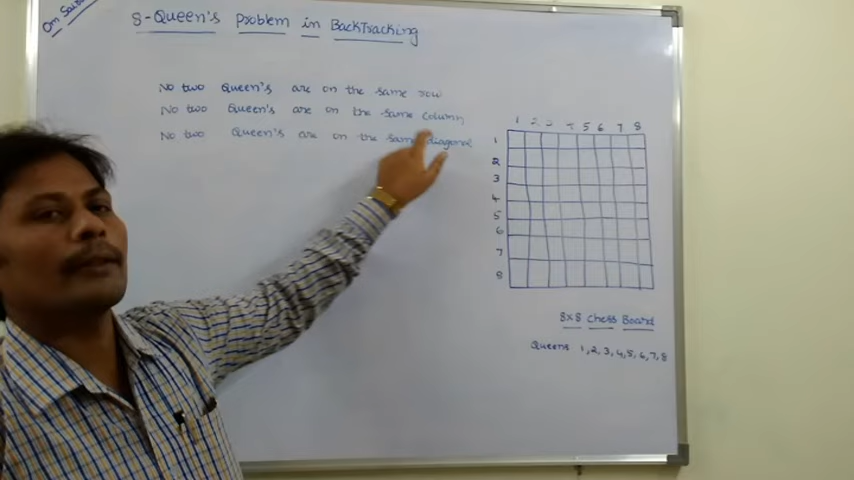 8-Queen's Problem in BackTracking
No two Queen's are on the same row
No two Queen's are on the same column
No two Queen's are on the same diagonal
1 2 3 4 5 6 7 8
1
2
3
4
5
6
7
8
8x8 Chess Board
Queens 1,2,3,4,5,6,7,8